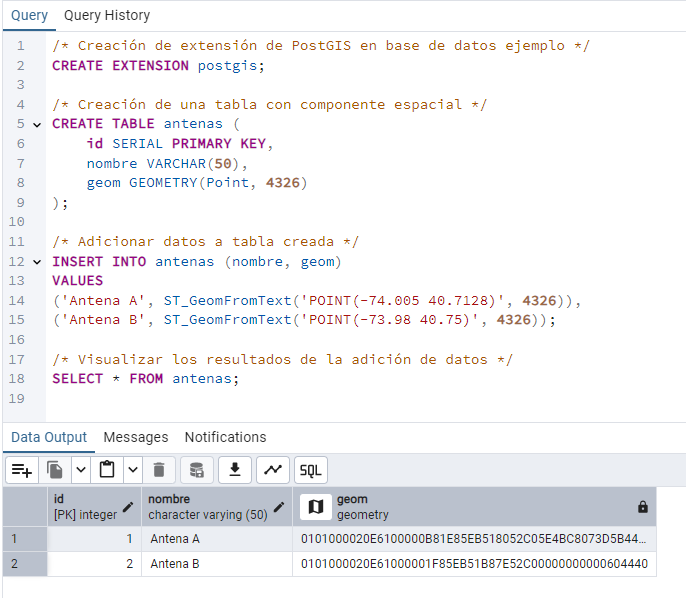 Query Query History
1 /* Creación de extensión de PostGIS en base de datos ejemplo */
2 CREATE EXTENSION postgis;
3
4 /* Creación de una tabla con componente espacial */
5 CREATE TABLE antenas (
6 id SERIAL PRIMARY KEY,
7 nombre VARCHAR(50),
8 geom GEOMETRY(Point, 4326)
9 );
10
11 /* Adicionar datos a tabla creada */
12 INSERT INTO antenas (nombre, geom)
13 VALUES
14 ('Antena A', ST_GeomFromText('POINT(-74.005 40.7128)', 4326)),
15 ('Antena B', ST_GeomFromText('POINT(-73.98 40.75)', 4326));
16
17 /* Visualizar los resultados de la adición de datos */
18 SELECT * FROM antenas;
19
Data Output Messages Notifications
SQL
id nombre geom
[PK] integer character varying (50) geometry
1 1 Antena A 0101000020E6100000B81E85EB518052C05E4BC8073D5B44...
2 2 Antena B 0101000020E61000001F85EB51B87E52C00000000000604440